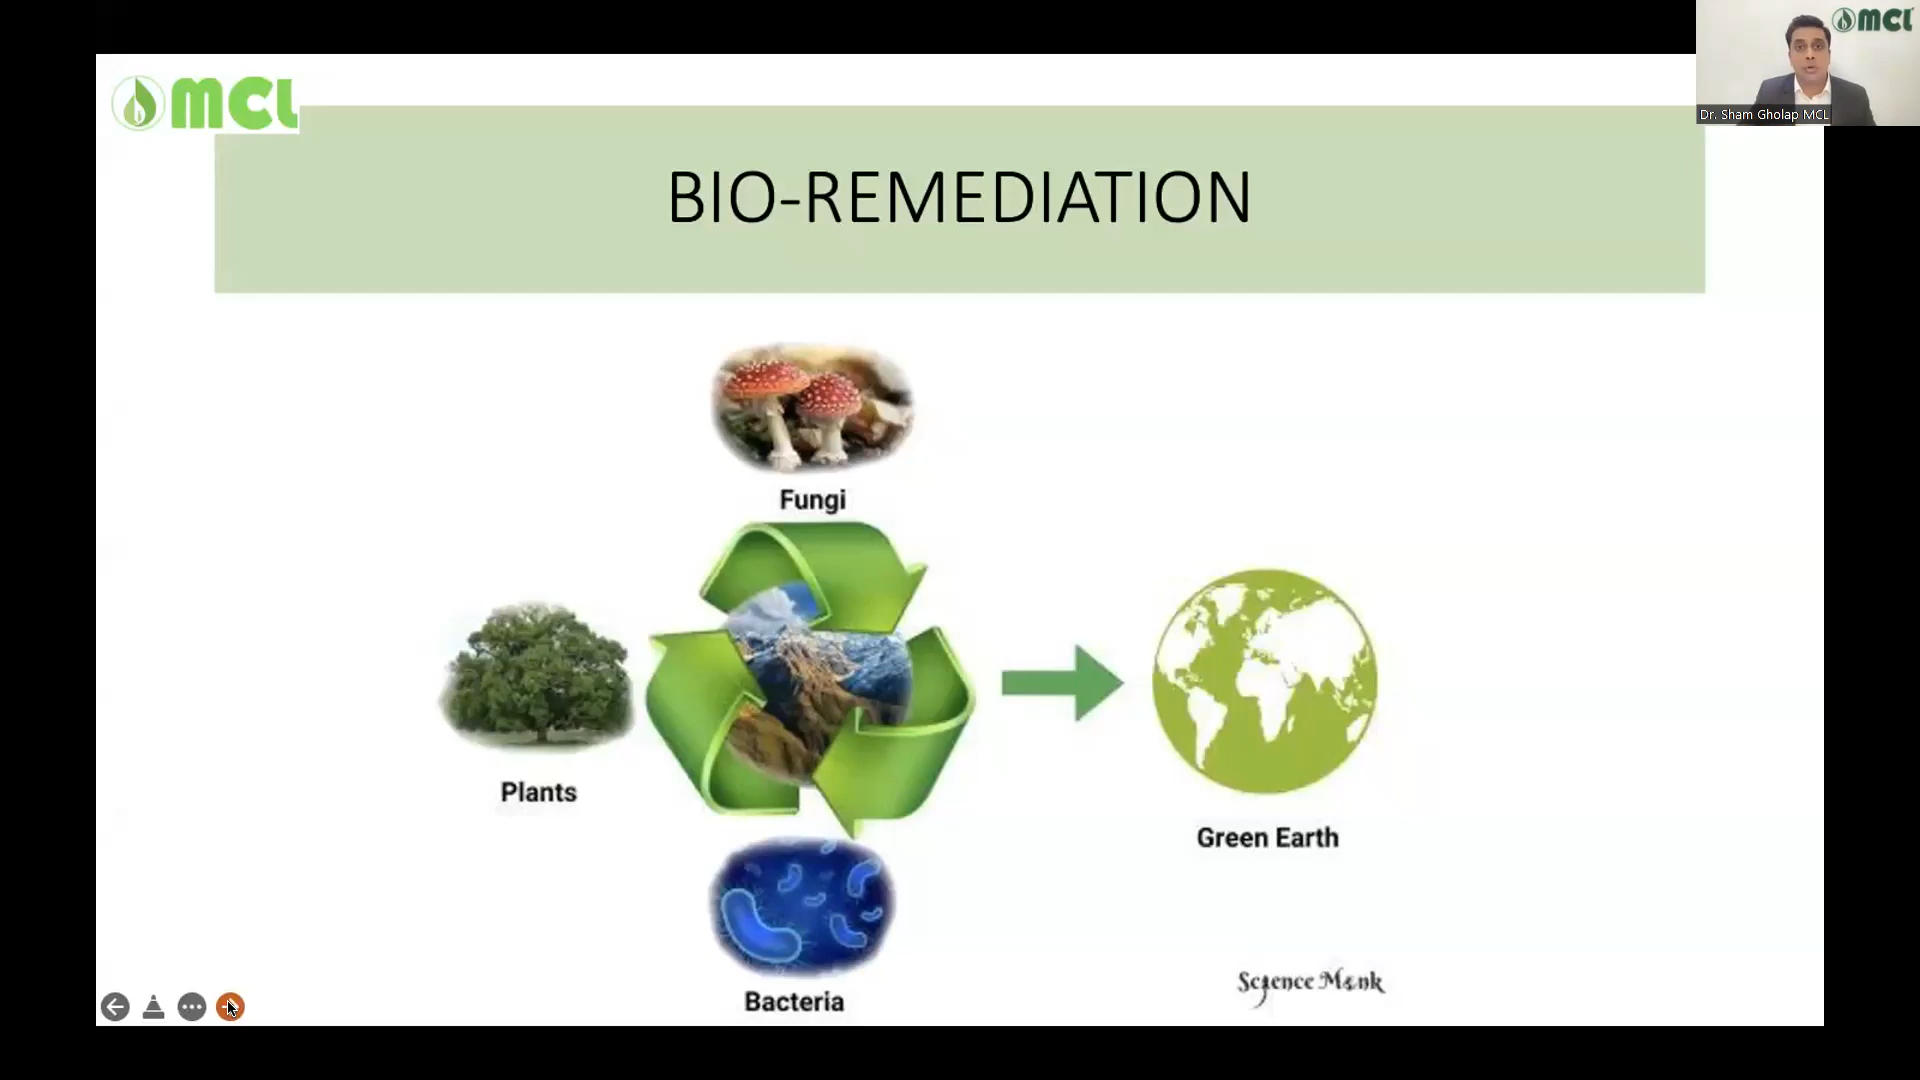 MCL
MCL
Dr. Sham Gholap MCL
BIO-REMEDIATION
Fungi
Plants
Green Earth
Bacteria
Science Monk